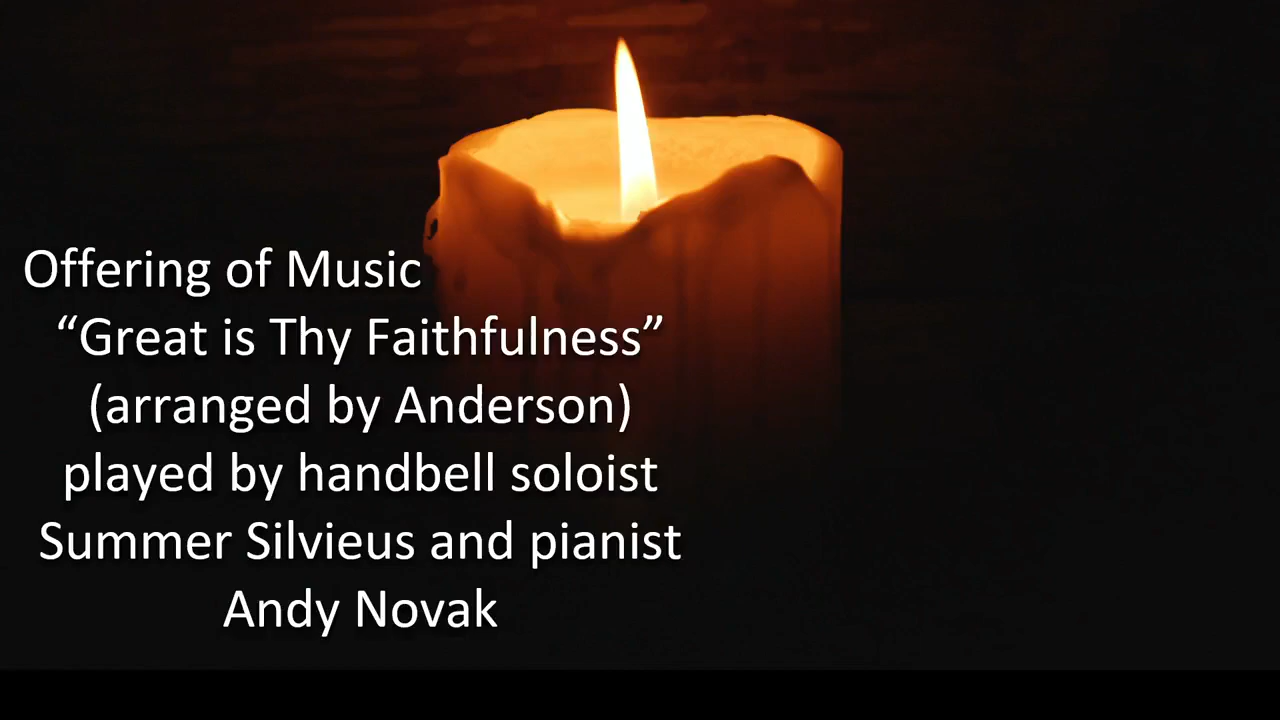 Offering of Music
“Great is Thy Faithfulness”
(arranged by Anderson)
played by handbell soloist
Summer Silvieus and pianist
Andy Novak